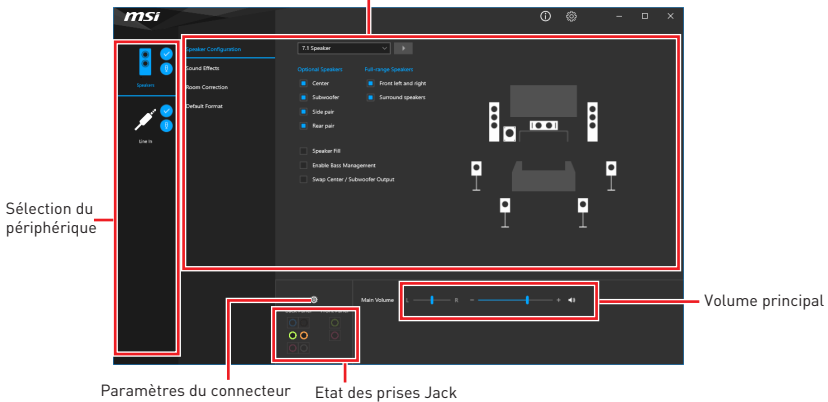 msi
Speaker Configuration
Sound Effects
Room Correction
Default Format
Speakers
Line In
7.1 Speaker
Optional Speakers
Full-range Speakers
Center
Front left and right
Subwoofer
Surround speakers
Side pair
Rear pair
Speaker Fill
Enable Bass Management
Swap Center / Subwoofer Output
Sélection du
périphérique
Main Volume
L
R
Volume principal
Paramètres du connecteur
Etat des prises Jack